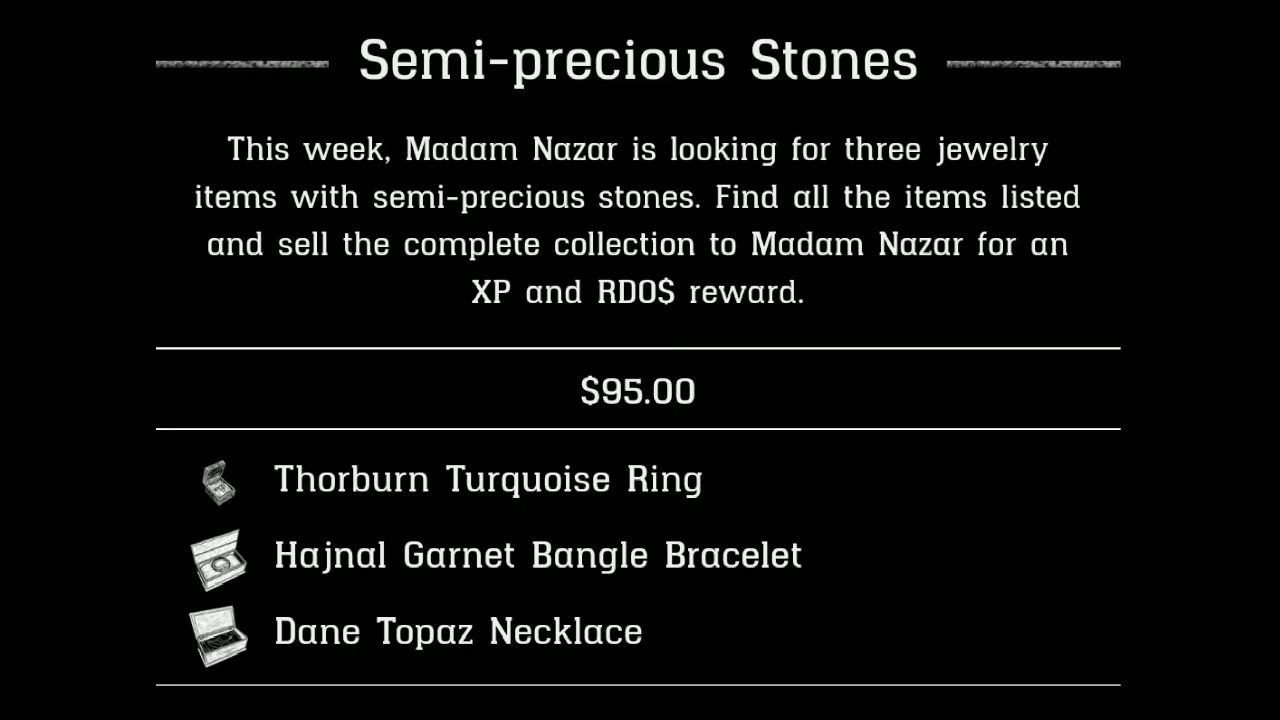 Semi-precious Stones
This week, Madam Nazar is looking for three jewelry
items with semi-precious stones. Find all the items listed
and sell the complete collection to Madam Nazar for an
XP and RDO$ reward.
$95.00
Thorburn Turquoise Ring
Hajnal Garnet Bangle Bracelet
Dane Topaz Necklace